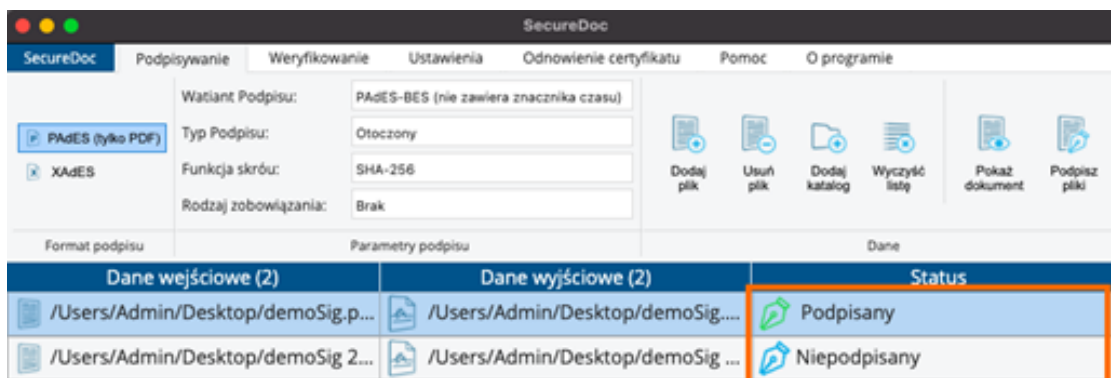 SecureDoc
SecureDoc Podpisywanie Weryfikowanie Ustawienia Odnowienie certyfikatu Pomoc O programie
PAdES (tylko PDF)
XAdES
Format podpisu
Watiant Podpisu: PAdES-BES (nie zawiera znacznika czasu)
Typ Podpisu: Otoczony
Funkcja skróu: SHA-256
Rodzaj zobowiązania: Brak
Parametry podpisu
Dodaj plik
Usuń plik
Dodaj katalog
Wyczyść listę
Pokaż dokument
Podpisz pliki
Dane
Dane wejściowe (2) Dane wyjściowe (2) Status
/Users/Admin/Desktop/demoSig.p... /Users/Admin/Desktop/demoSig.... Podpisany
/Users/Admin/Desktop/demoSig 2... /Users/Admin/Desktop/demoSig ... Niepodpisany